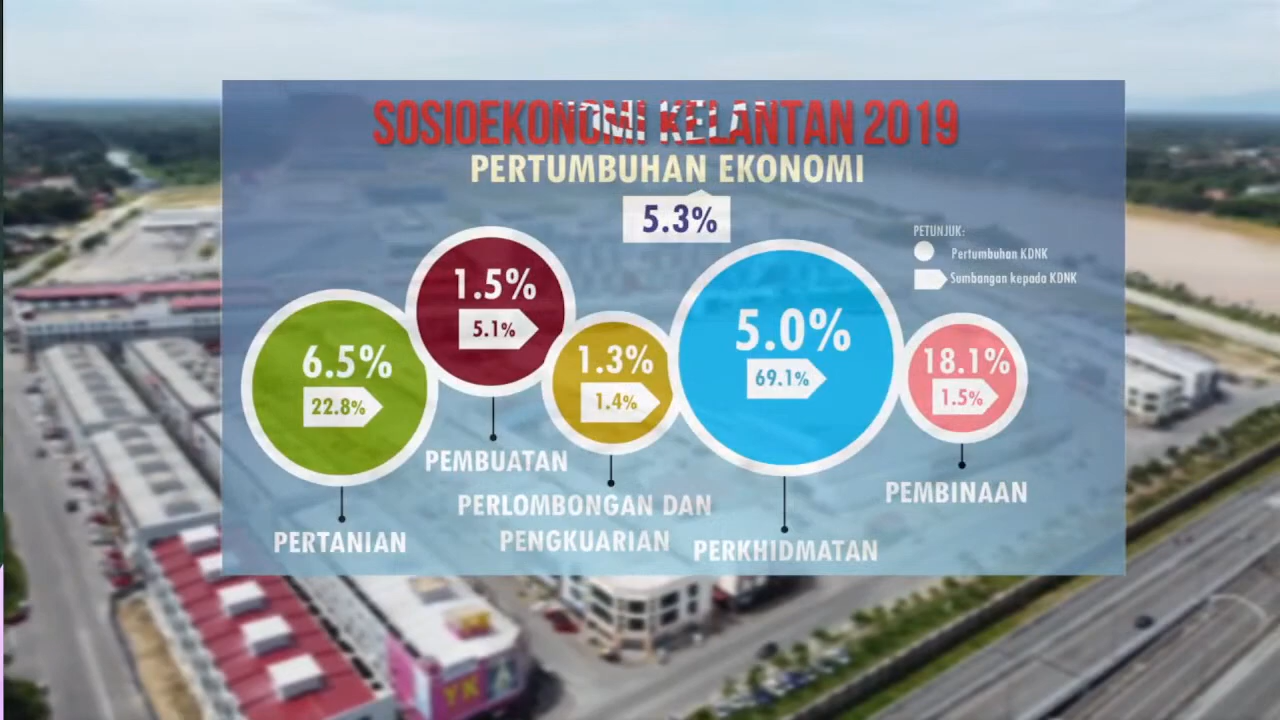 SOSIOEKONOMI KELANTAN 2019
PERTUMBUHAN EKONOMI
5.3%
PETUNJUK:
Pertumbuhan KDNK
Sumbangan kepada KDNK
6.5%
22.8%
PERTANIAN
1.5%
5.1%
PEMBUATAN
1.3%
1.4%
PERLOMBONGAN DAN
PENGKUARIAN
5.0%
69.1%
PERKHIDMATAN
18.1%
1.5%
PEMBINAAN